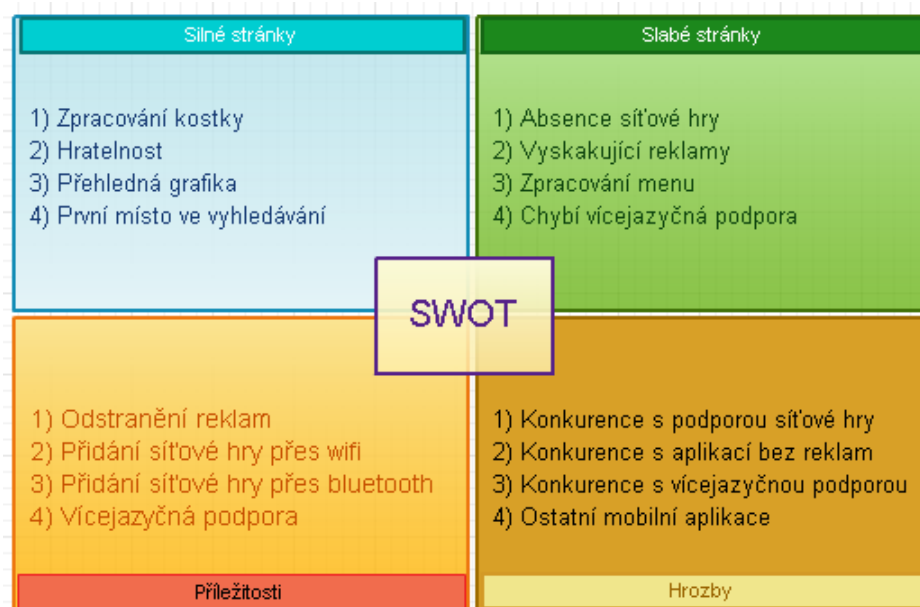 Silné stránky
1) Zpracování kostky
2) Hratelnost
3) Přehledná grafika
4) První místo ve vyhledávání
Slabé stránky
1) Absence síťové hry
2) Vyskakující reklamy
3) Zpracování menu
4) Chybí vícejazyčná podpora
SWOT
1) Odstranění reklam
2) Přidání síťové hry přes wifi
3) Přidání síťové hry přes bluetooth
4) Vícejazyčná podpora
Příležitosti
1) Konkurence s podporou síťové hry
2) Konkurence s aplikací bez reklam
3) Konkurence s vícejazyčnou podporou
4) Ostatní mobilní aplikace
Hrozby